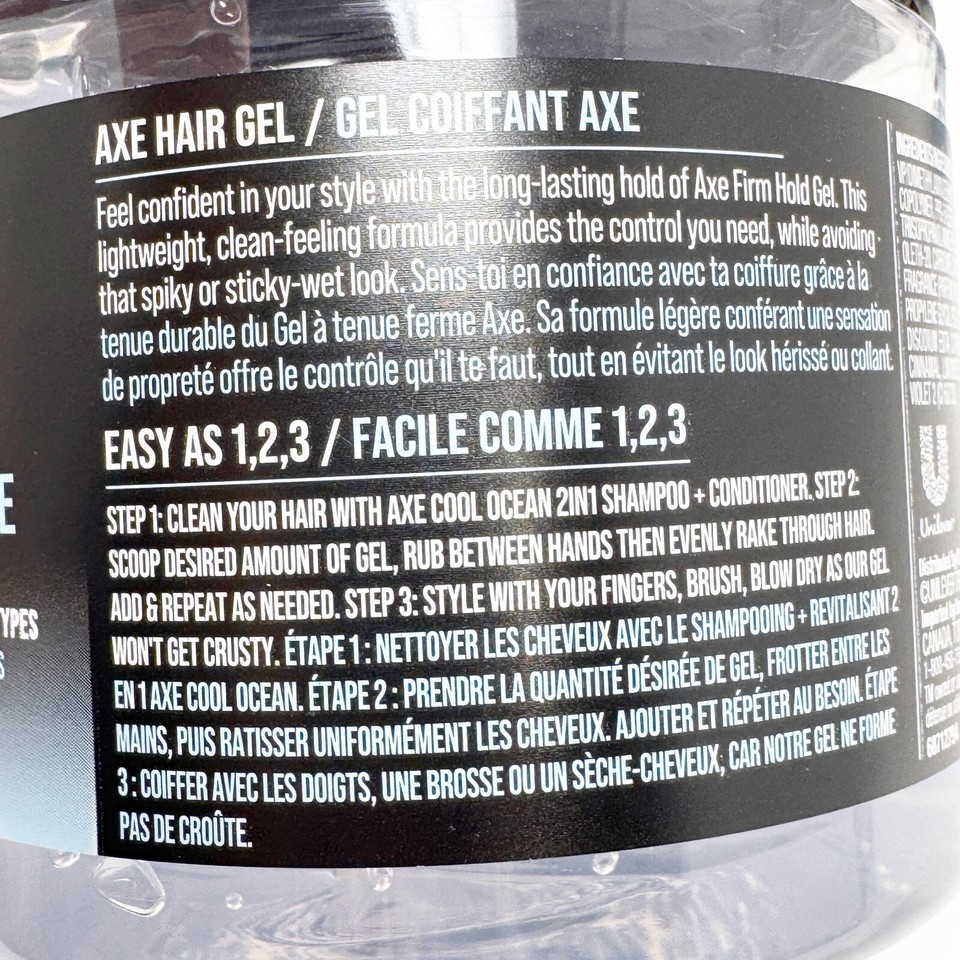 AXE HAIR GEL / GEL COIFFANT AXE
Feel confident in your style with the long-lasting hold of Axe Firm Hold Gel. This
lightweight, clean-feeling formula provides the control you need, while avoiding
that spiky or sticky-wet look. Sens-toi en confiance avec ta coiffure grâce à la
tenue durable du Gel à tenue ferme Axe. Sa formule légère conférant une sensation
de propreté offre le contrôle qu'il te faut, tout en évitant le look hérissé ou collant.
EASY AS 1,2,3 / FACILE COMME 1,2,3
STEP 1: CLEAN YOUR HAIR WITH AXE COOL OCEAN 2IN1 SHAMPOO + CONDITIONER. STEP 2:
SCOOP DESIRED AMOUNT OF GEL, RUB BETWEEN HANDS THEN EVENLY RAKE THROUGH HAIR.
ADD & REPEAT AS NEEDED. STEP 3: STYLE WITH YOUR FINGERS, BRUSH, BLOW DRY AS OUR GEL
WON'T GET CRUSTY. ÉTAPE 1 : NETTOYER LES CHEVEUX AVEC LE SHAMPOOING + REVITALISANT 2
EN 1 AXE COOL OCEAN. ÉTAPE 2 : PRENDRE LA QUANTITÉ DÉSIRÉE DE GEL, FROTTER ENTRE LES
MAINS, PUIS RATISSER UNIFORMÉMENT LES CHEVEUX. AJOUTER ET RÉPÉTER AU BESOIN. ÉTAPE
3 : COIFFER AVEC LES DOIGTS, UNE BROSSE OU UN SÈCHE-CHEVEUX, CAR NOTRE GEL NE FORME
PAS DE CROÛTE.
Unilever
CANADA